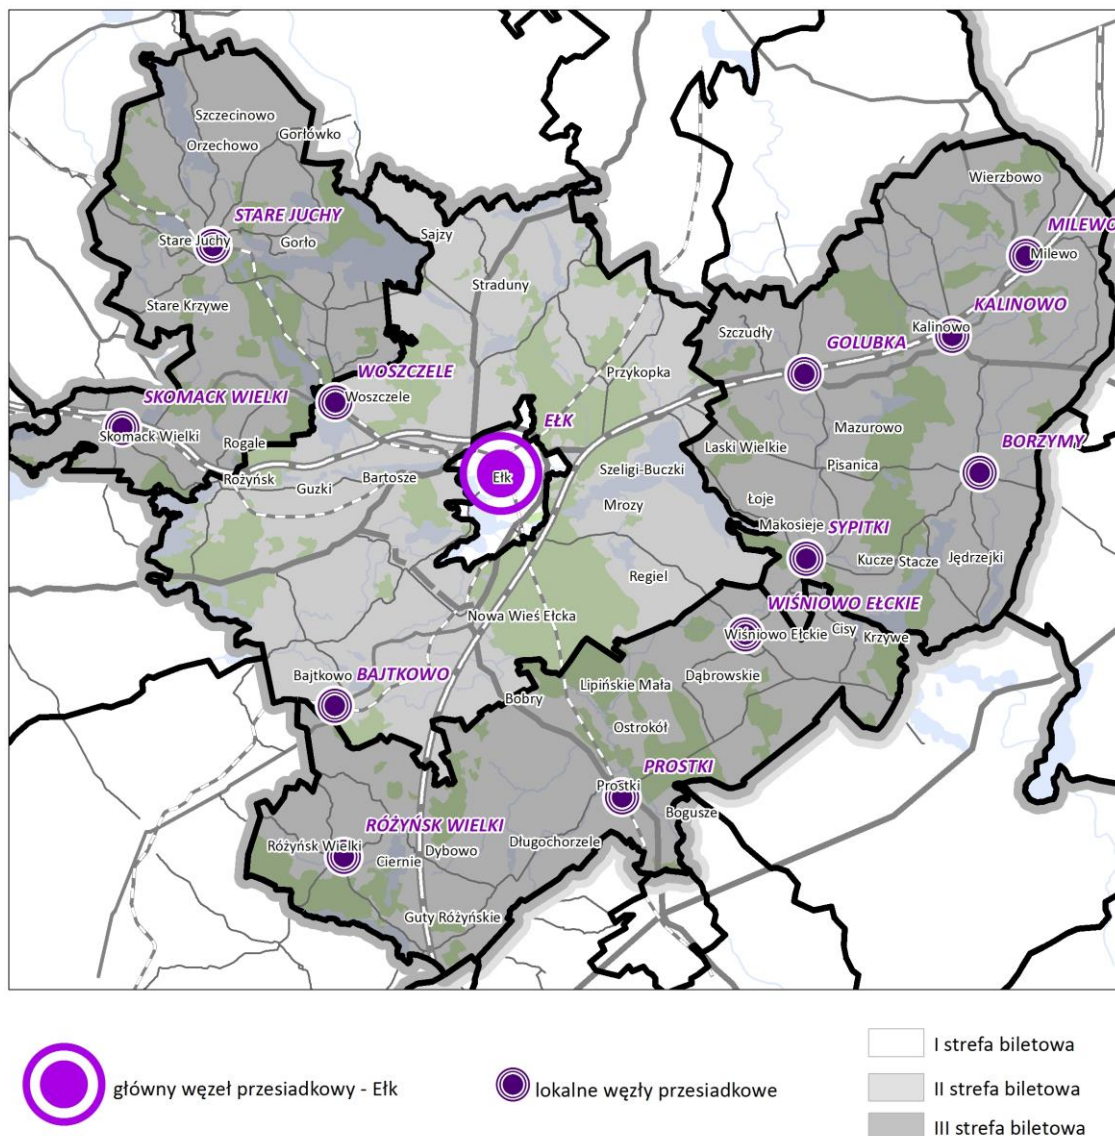 Szczecinowo
Gorłówko
Orzechowo
Wierzbowo
STARE JUCHY
MILEWO
Stare Juchy
Gorło
Sajzy
Milewo
Straduny
Stare Krzywe
KALINOWO
Kalinowo
Szczudły
GOLUBKA
WOSZCZELE
Przykopka
SKOMACK WIELKI
Woszczele
EŁK
Mazurowo
Skomack Wielki
Rogale
Laski Wielkie
BORZYMY
Pisanica
Szeligi-Buczki
Rożyńsk
Guzki
Bartosze
Ełk
Łoje
Mrozy
Makosieje
SYPITKI
Kucze
Stacze
Jędrzejki
Regiel
WIŚNIOWO EŁCKIE
Nowa Wieś Ełcka
Wiśniowo Ełckie
Cisy
Krzywe
Bajtkowo
BAJTKOWO
Dąbrowskie
Lipińskie Mała
Bobry
Ostrokół
PROSTKI
Prostki
Bogusze
RÓŻYŃSK WIELKI
Różyńsk Wielki
Ciernie
Dybowo
Długochorzele
Guty Różyńskie
główny węzeł przesiadkowy - Ełk
lokalne węzły przesiadkowe
I strefa biletowa
II strefa biletowa
III strefa biletowa